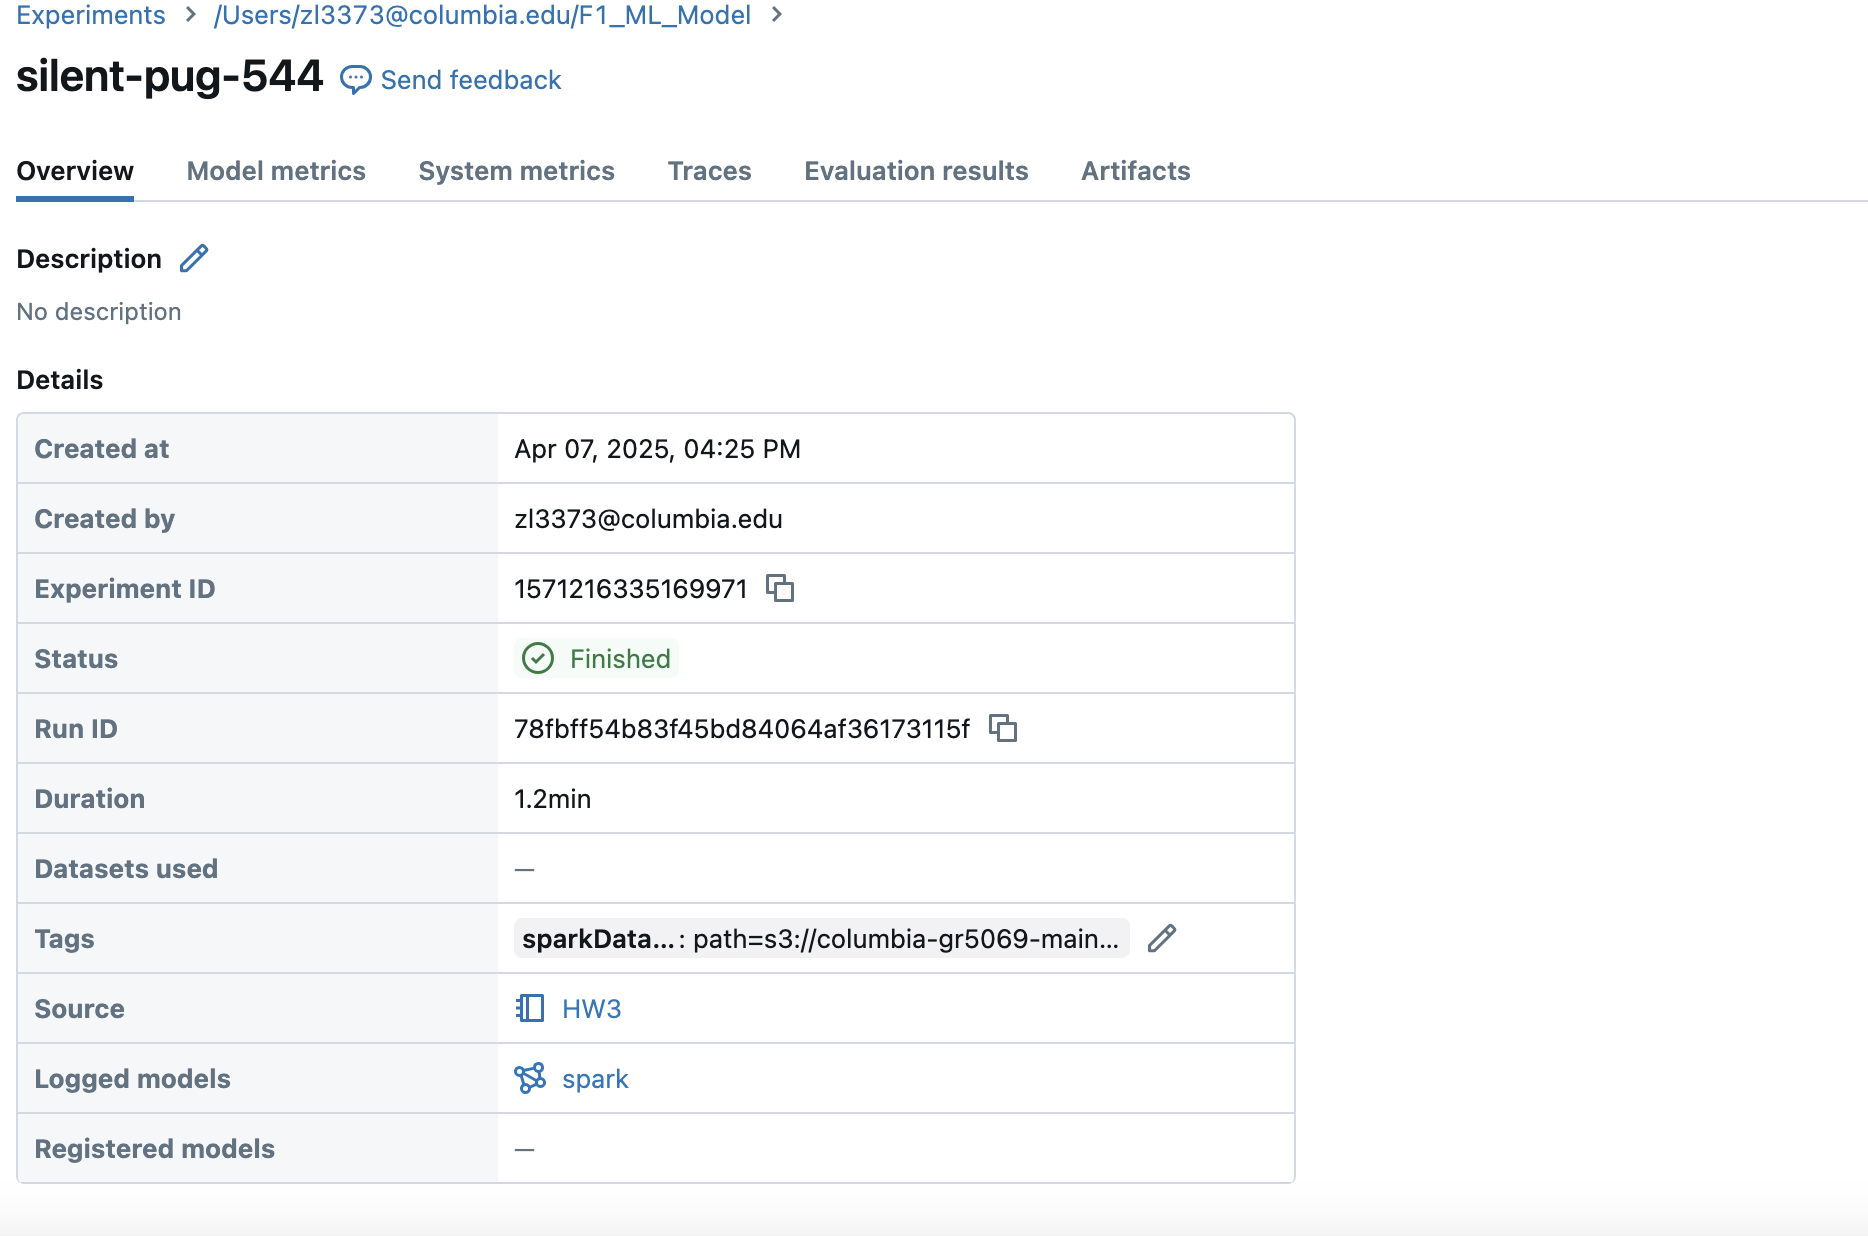 Experiments > /Users/zl3373@columbia.edu/F1_ML_Model >
silent-pug-544 Send feedback
Overview Model metrics System metrics Traces Evaluation results Artifacts
Description
No description
Details
Created at Apr 07, 2025, 04:25 PM
Created by zl3373@columbia.edu
Experiment ID 1571216335169971
Status Finished
Run ID 78fbff54b83f45bd84064af36173115f
Duration 1.2min
Datasets used —
Tags sparkData... : path=s3://columbia-gr5069-main...
Source HW3
Logged models spark
Registered models —